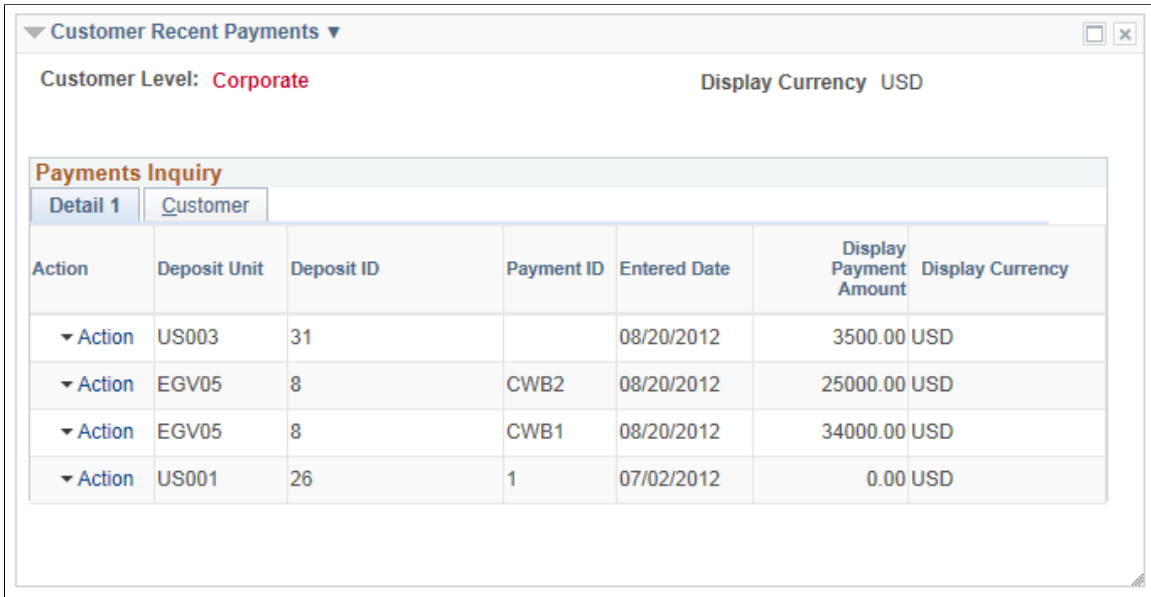 Customer Recent Payments ▼
Customer Level: Corporate Display Currency USD
Payments Inquiry
Detail 1 Customer
Action Deposit Unit Deposit ID Payment ID Entered Date Display Payment Amount Display Currency
Action US003 31 08/20/2012 3500.00 USD
Action EGV05 8 CWB2 08/20/2012 25000.00 USD
Action EGV05 8 CWB1 08/20/2012 34000.00 USD
Action US001 26 1 07/02/2012 0.00 USD